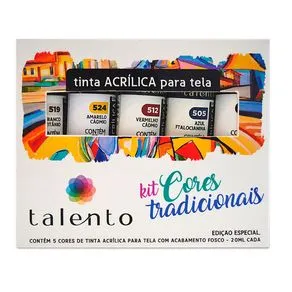 tinta ACRÍLICA para tela
519
BRANCO
TITÂNIO
524
AMARELO
CÁDMIO
CONTÉM
512
VERMELHO
CÁDMIO
CONTÉM
505
AZUL
FTALOCIANINA
talento
kit Cores
tradicionais
EDIÇÃO ESPECIAL
CONTÉM 5 CORES DE TINTA ACRÍLICA PARA TELA COM ACABAMENTO FOSCO - 20ML CADA